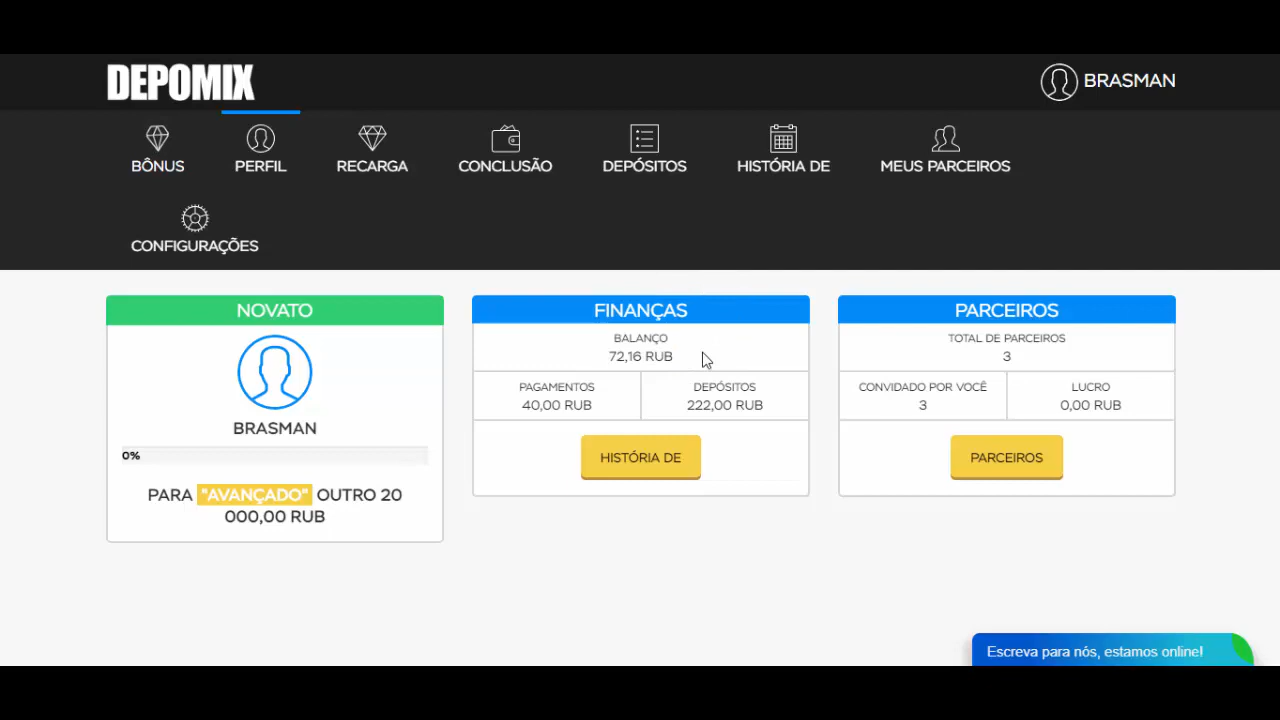 DEPOMIX
BRASMAN
BÔNUS
PERFIL
RECARGA
CONCLUSÃO
DEPÓSITOS
HISTÓRIA DE
MEUS PARCEIROS
CONFIGURAÇÕES
NOVATO
BRASMAN
0%
PARA "AVANÇADO" OUTRO 20
000,00 RUB
FINANÇAS
BALANÇO
72,16 RUB
PAGAMENTOS
40,00 RUB
DEPÓSITOS
222,00 RUB
HISTÓRIA DE
PARCEIROS
TOTAL DE PARCEIROS
3
CONVIDADO POR VOCÊ
3
LUCRO
0,00 RUB
PARCEIROS
Escreva para nós, estamos online!